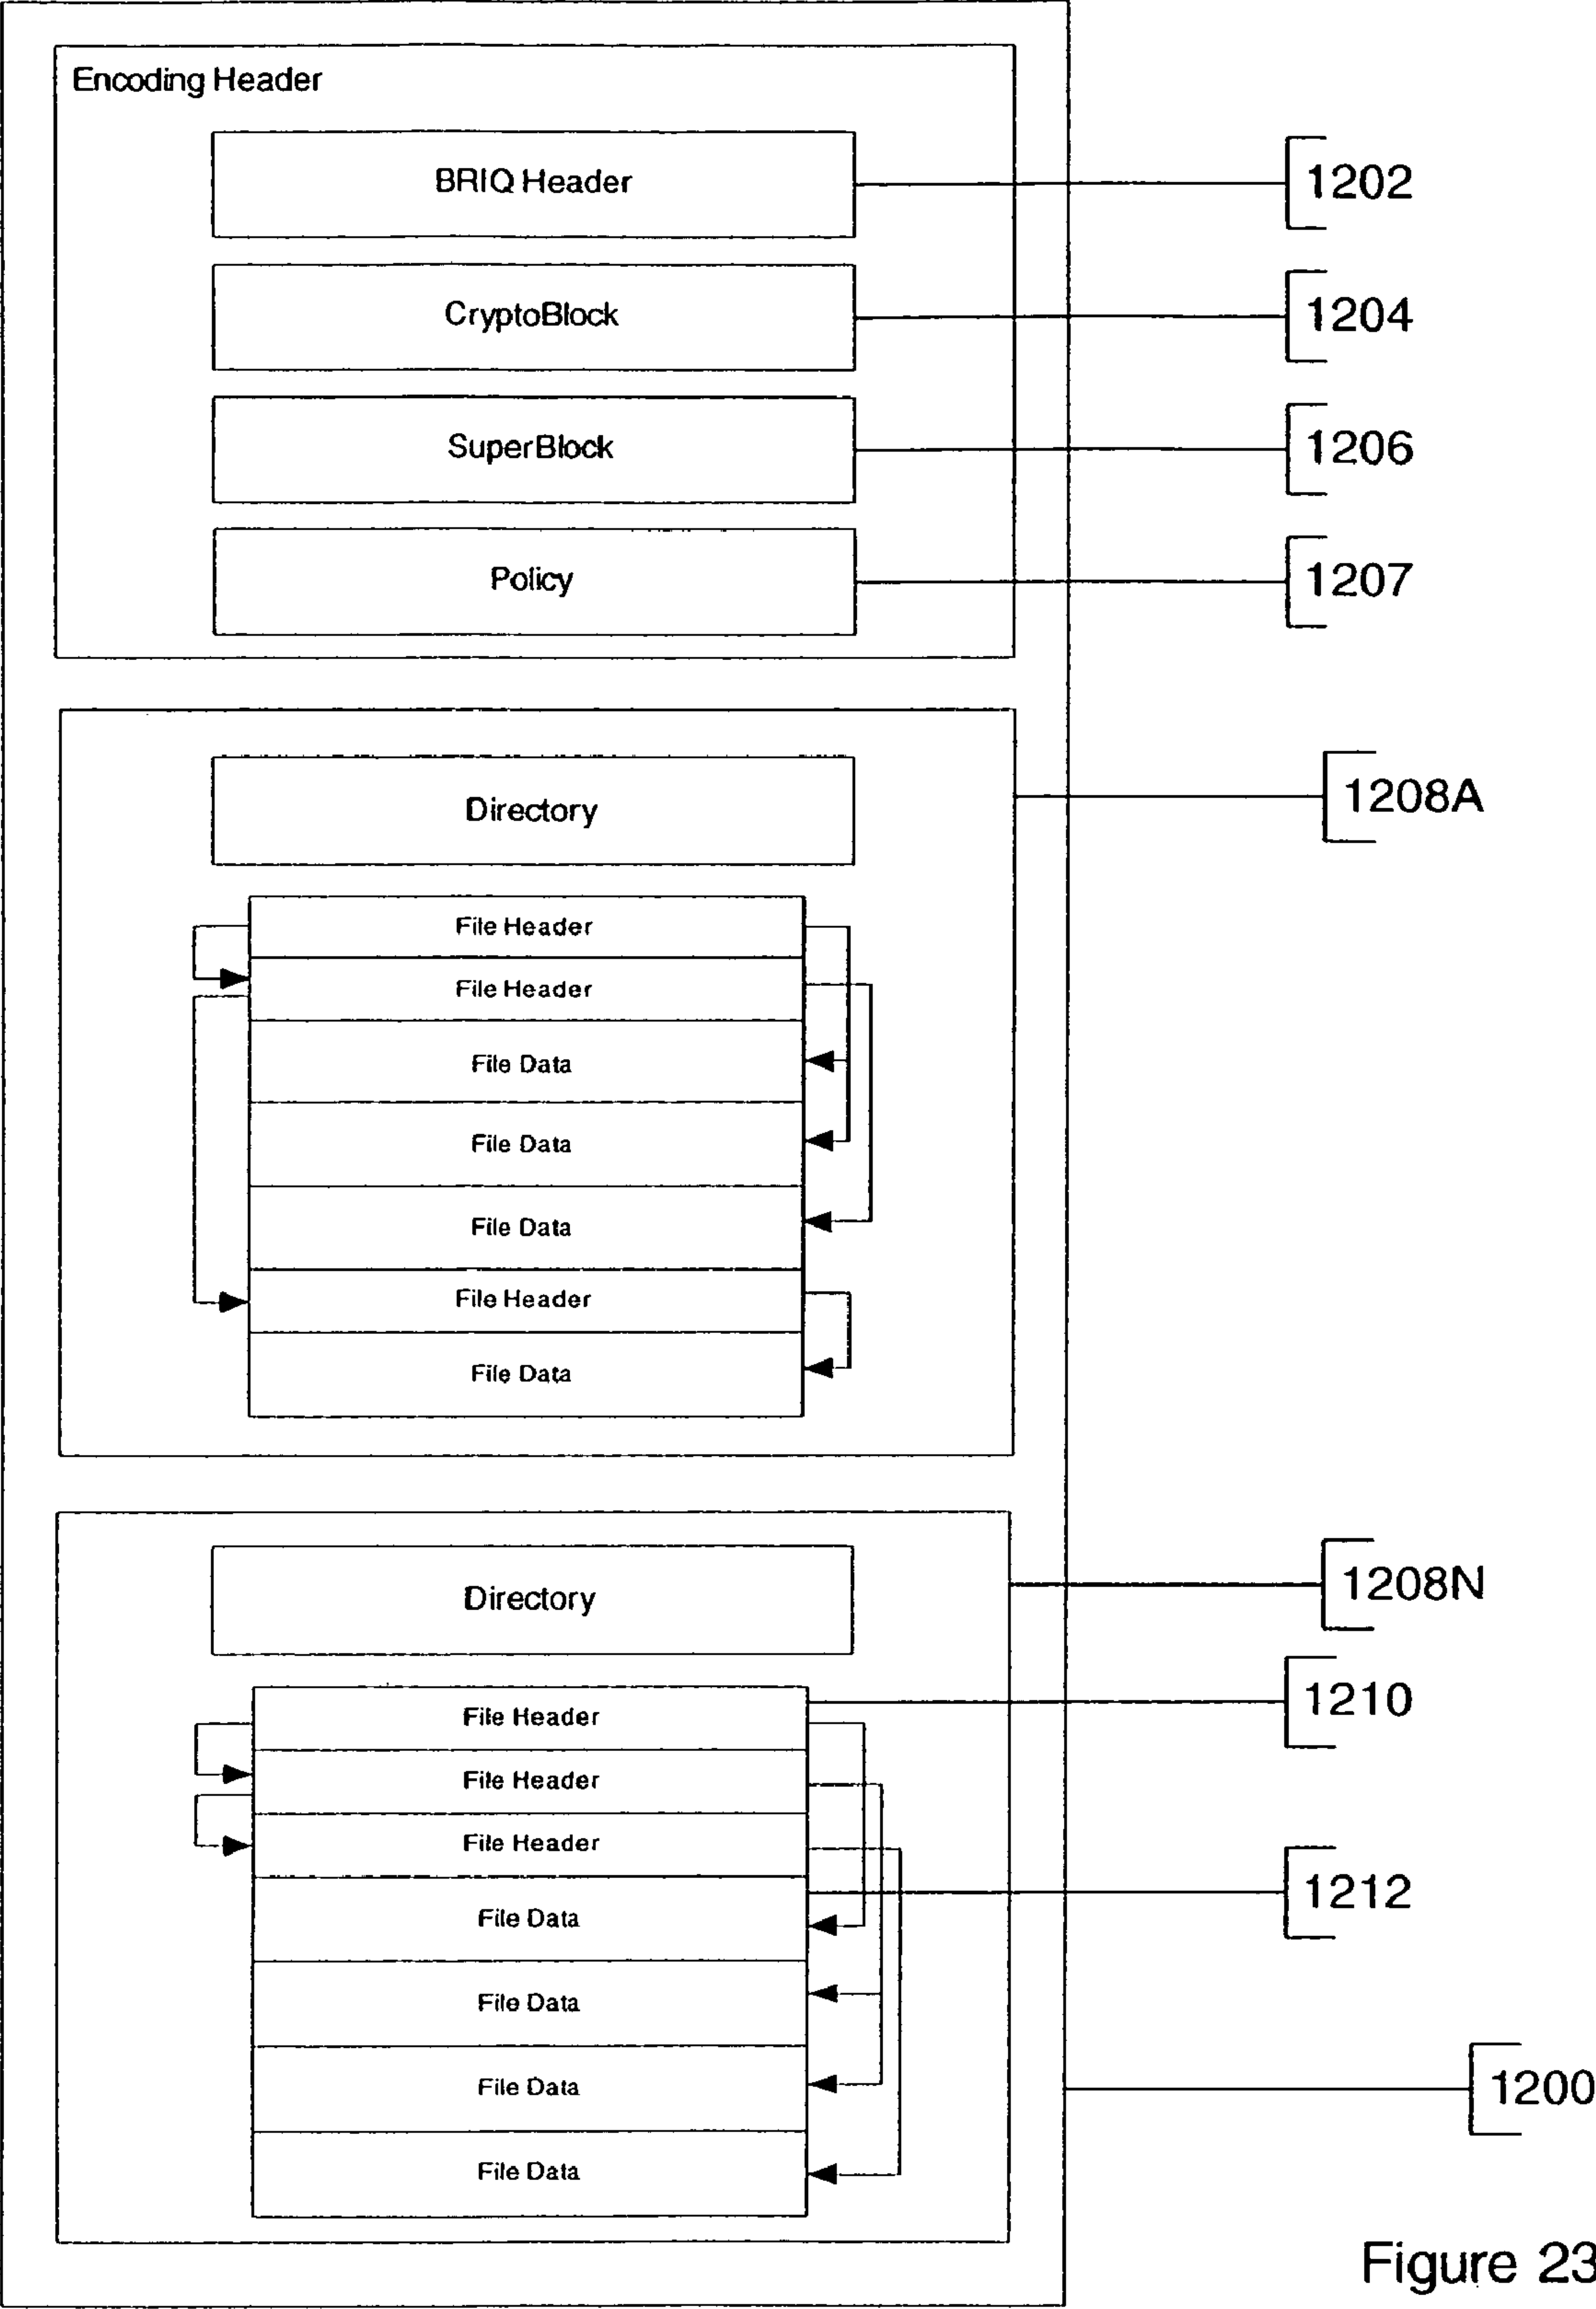 Encoding Header
BRIQ Header
1202
CryptoBlock
1204
SuperBlock
1206
Policy
1207
1208A
Directory
File Header
File Header
File Data
File Data
File Data
File Header
File Data
1208N
Directory
1210
File Header
File Header
File Header
1212
File Data
File Data
File Data
1200
File Data
Figure 23